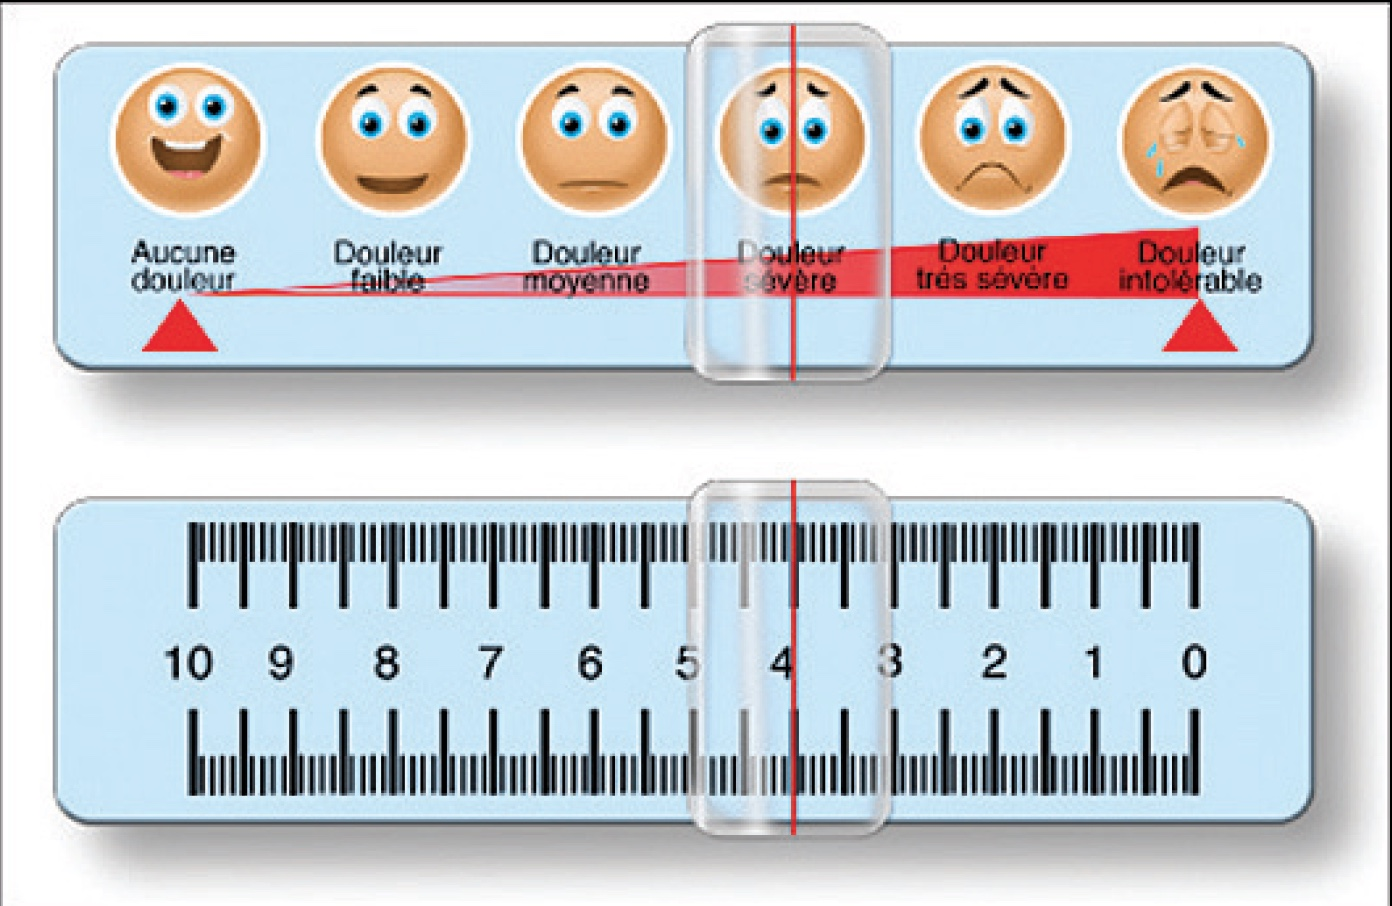 Aucune douleur
Douleur faible
Douleur moyenne
Douleur sévère
Douleur trés sévère
Douleur intolérable
10 9 8 7 6 5 4 3 2 1 0